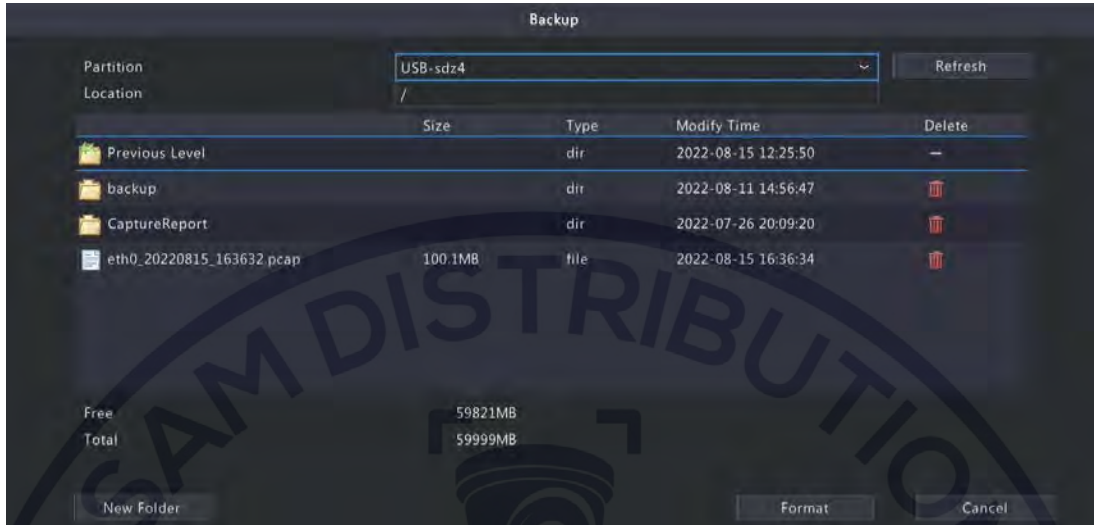 Backup
Partition USB-sdz4 Refresh
Location /
Size Type Modify Time Delete
Previous Level dir 2022-08-15 12:25:50 —
backup dir 2022-08-11 14:56:47
CaptureReport dir 2022-07-26 20:09:20
eth0_20220815_163632.pcap 100.1MB file 2022-08-15 16:36:34
Free 59821MB
Total 59999MB
New Folder Format Cancel
SAM DISTRIBUTIO